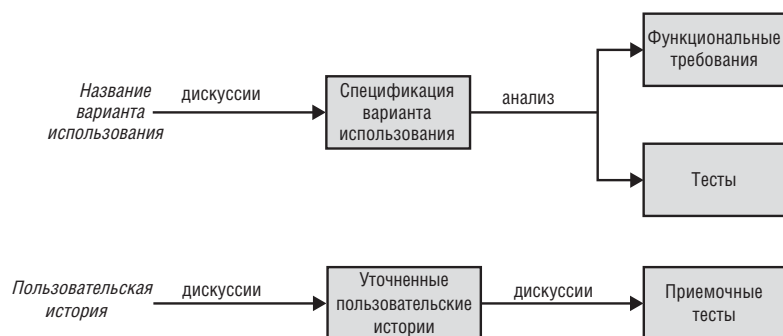 Название
варианта
использования
дискуссии
Спецификация
варианта
использования
анализ
Функциональные
требования
Тесты
Пользовательская
история
дискуссии
Уточненные
пользовательские
истории
дискуссии
Приемочные
тесты